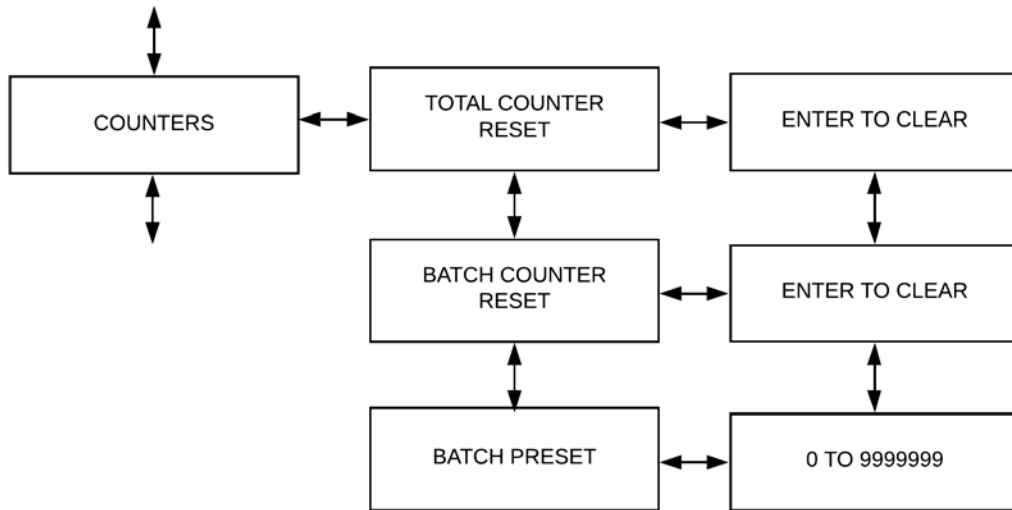 COUNTERS
TOTAL COUNTER
RESET
ENTER TO CLEAR
BATCH COUNTER
RESET
ENTER TO CLEAR
BATCH PRESET
0 TO 9999999